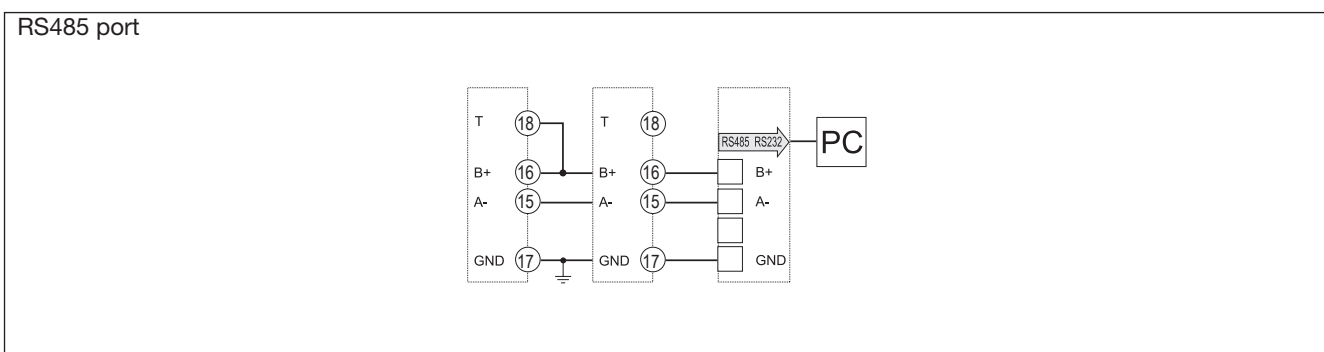 RS485 port
T 18 T 18
RS485 RS232 PC
B+ 16 B+ 16 B+
A- 15 A- 15 A-
GND 17 GND 17 GND